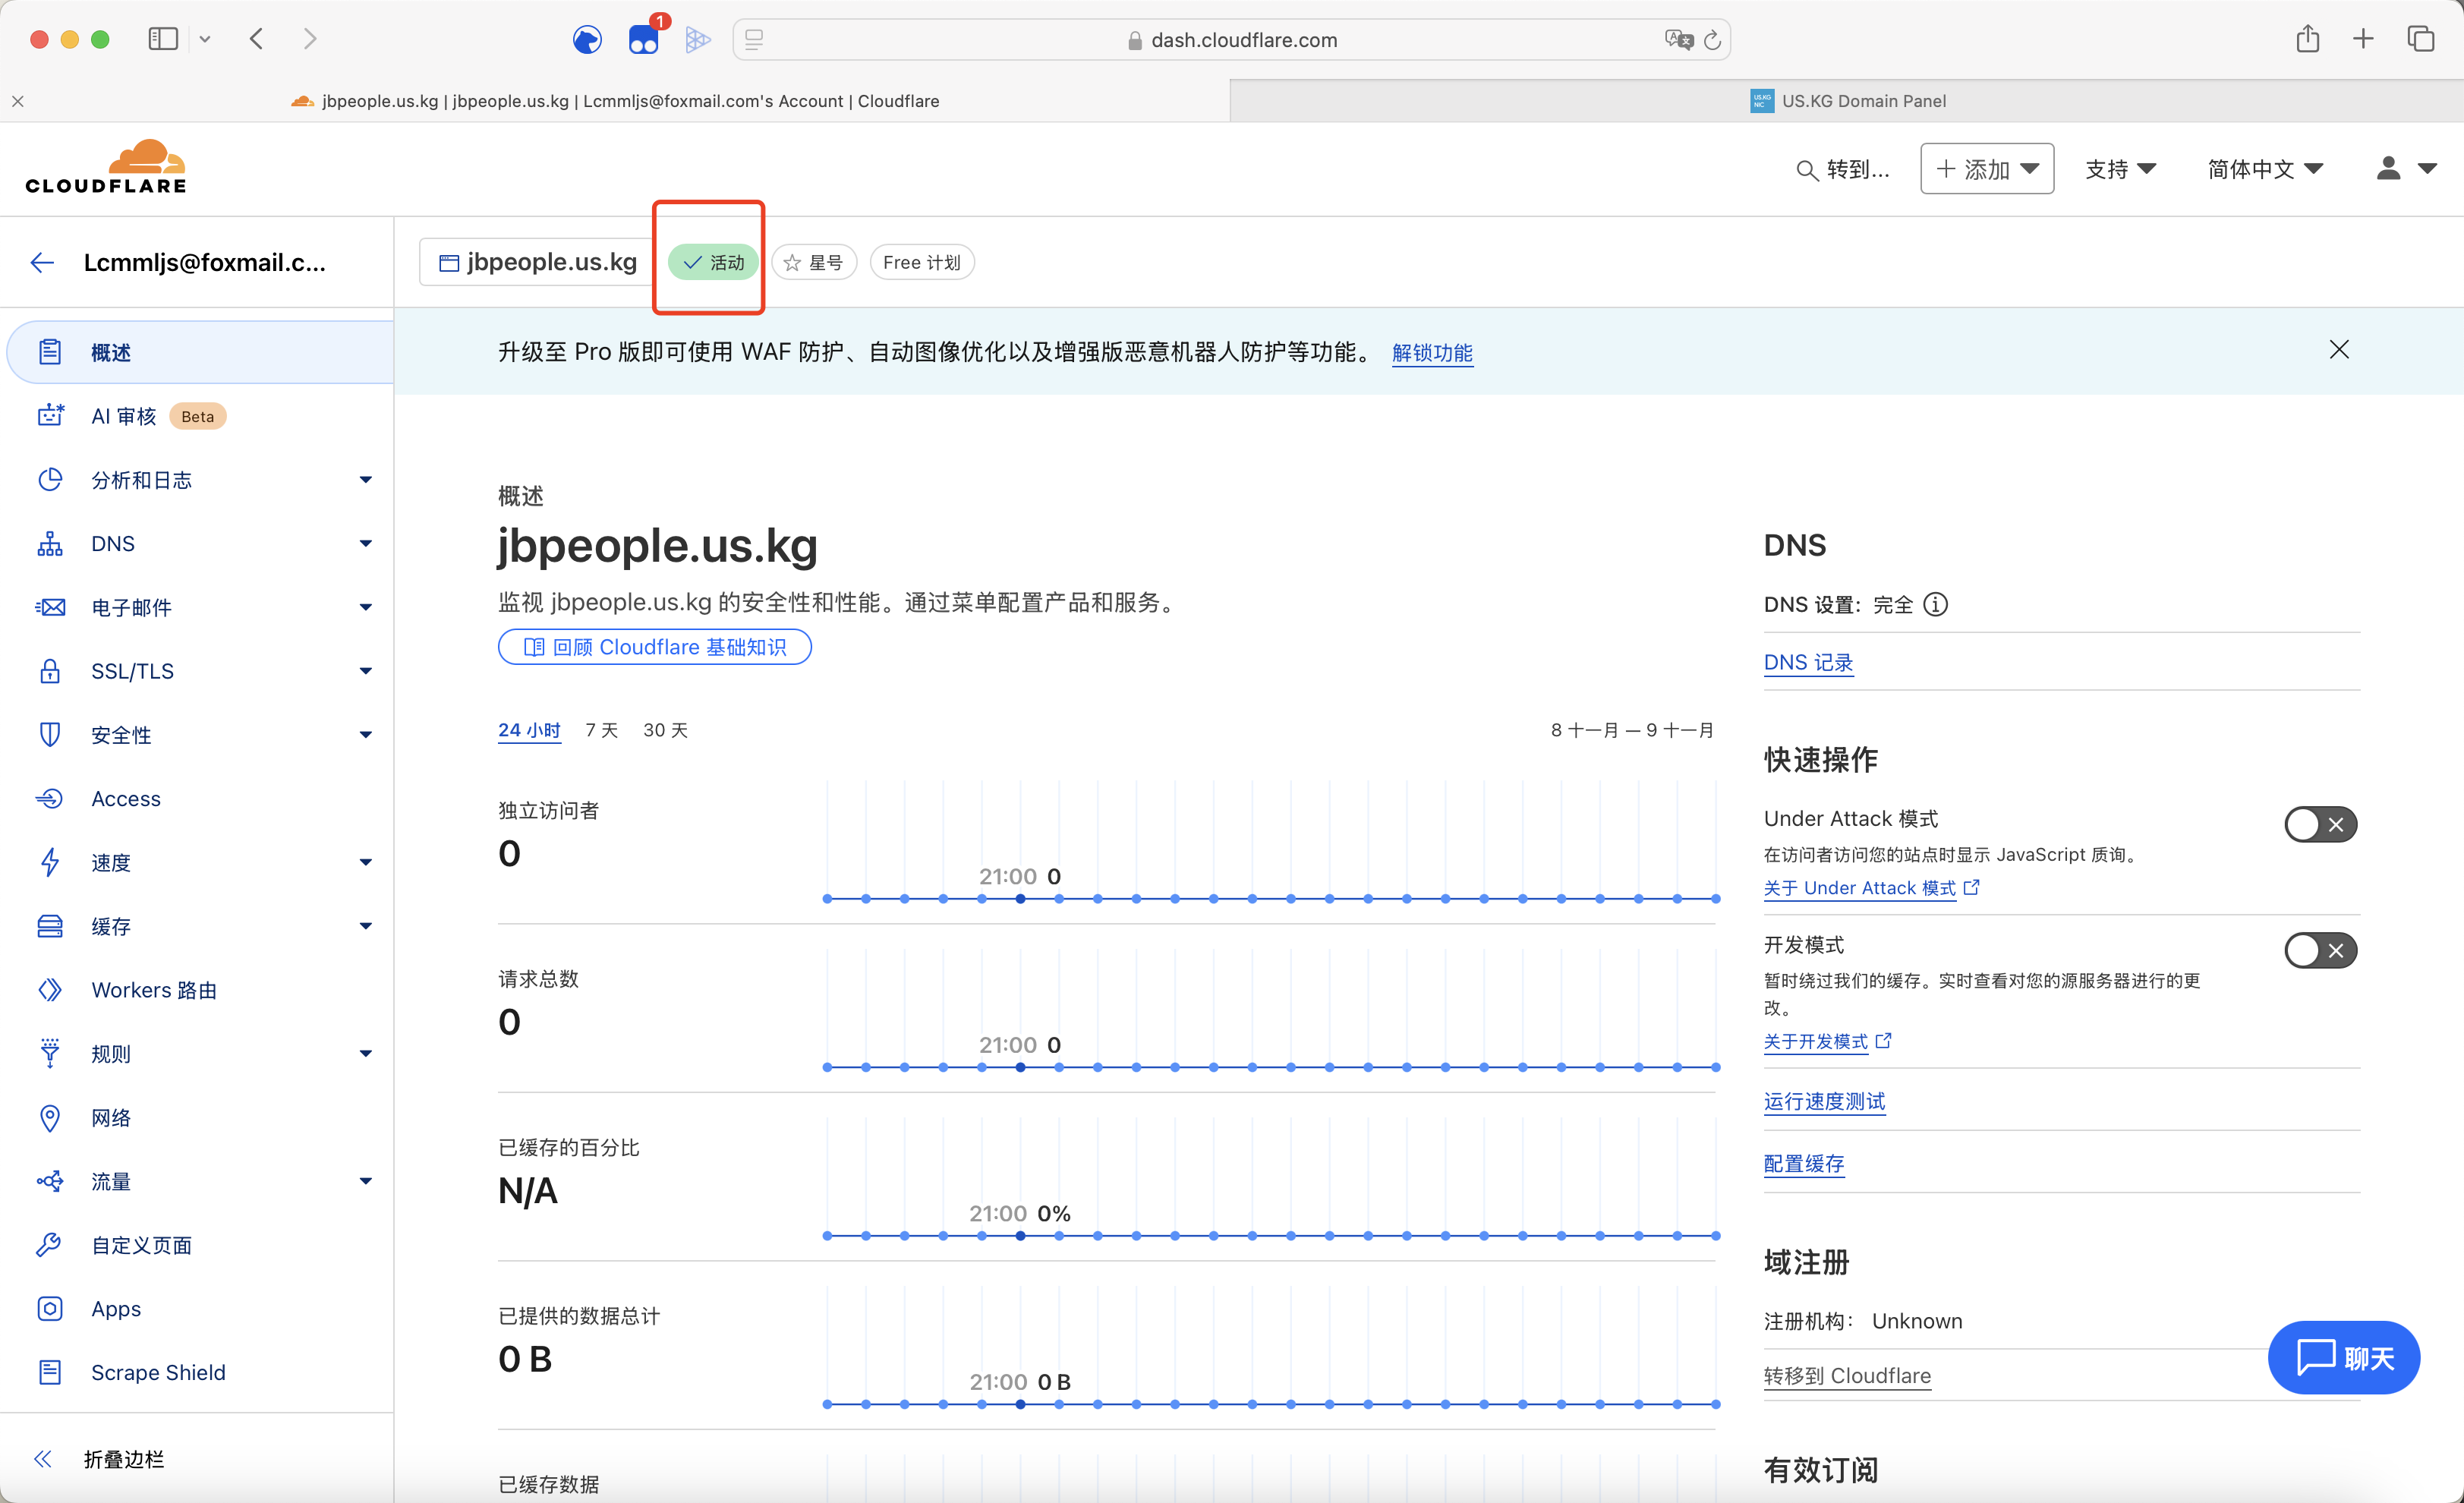 1
dash.cloudflare.com
jbpeople.us.kg | jbpeople.us.kg | Lcmmljs@foxmail.com's Account | Cloudflare
US.KG NIC
US.KG Domain Panel
CLOUDFLARE
转到...
添加
支持
简体中文
Lcmmljs@foxmail.c...
jbpeople.us.kg
活动
星号
Free 计划
概述
AI 审核 Beta
分析和日志
DNS
电子邮件
SSL/TLS
安全性
Access
速度
缓存
Workers 路由
规则
网络
流量
自定义页面
Apps
Scrape Shield
折叠边栏
升级至 Pro 版即可使用 WAF 防护、自动图像优化以及增强版恶意机器人防护等功能。 解锁功能
概述
jbpeople.us.kg
监视 jbpeople.us.kg 的安全性和性能。通过菜单配置产品和服务。
回顾 Cloudflare 基础知识
24 小时 7 天 30 天
8 十一月 — 9 十一月
独立访问者
0
21:00 0
请求总数
0
21:00 0
已缓存的百分比
N/A
21:00 0%
已提供的数据总计
0 B
21:00 0 B
已缓存数据
DNS
DNS 设置: 完全
DNS 记录
快速操作
Under Attack 模式
在访问者访问您的站点时显示 JavaScript 质询。
关于 Under Attack 模式
开发模式
暂时绕过我们的缓存。实时查看对您的源服务器进行的更
改。
关于开发模式
运行速度测试
配置缓存
域注册
注册机构: Unknown
转移到 Cloudflare
聊天
有效订阅